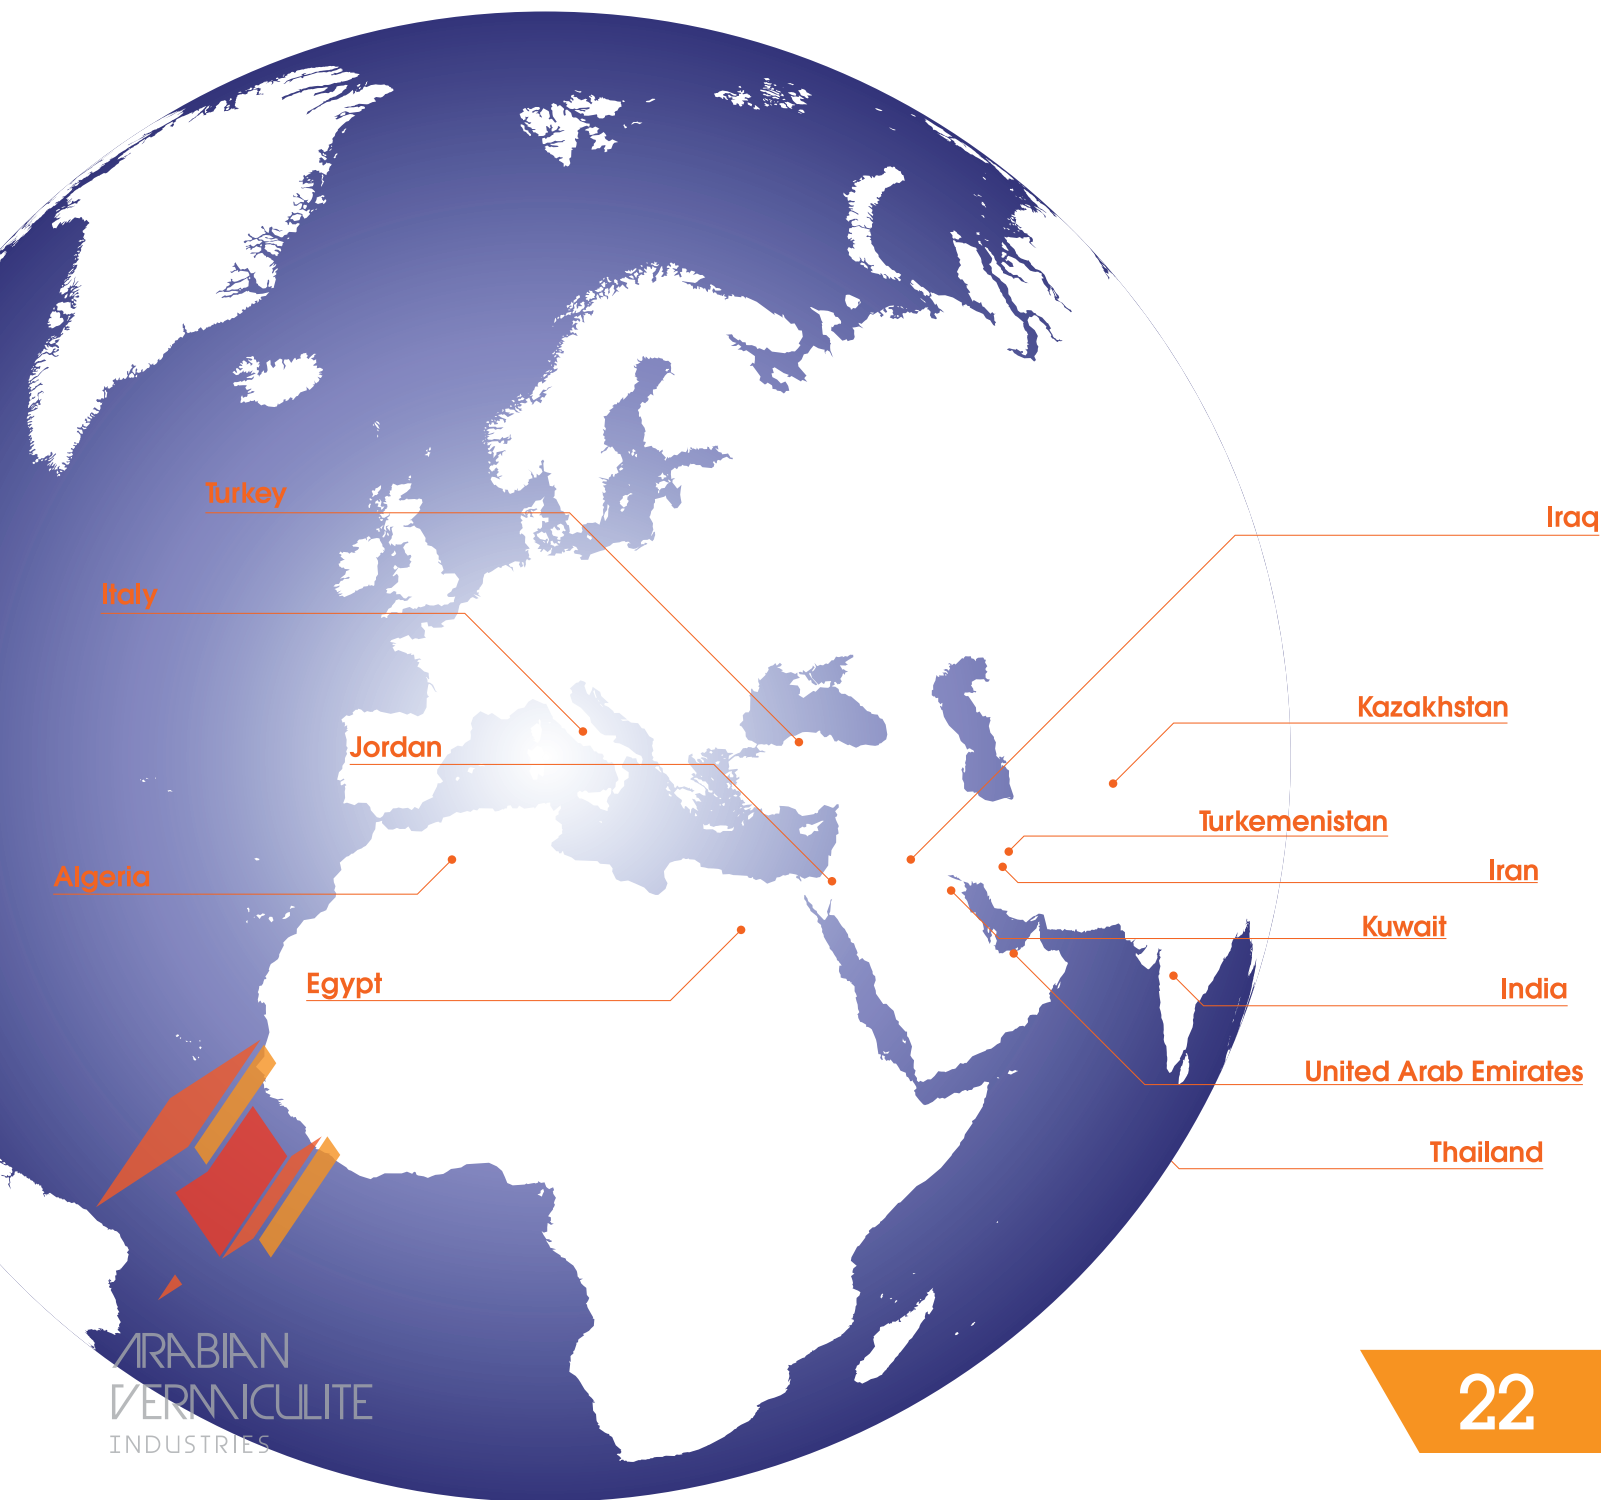 Turkey
Iraq
Italy
Kazakhstan
Jordan
Turkemenistan
Iran
Algeria
Kuwait
Egypt
India
United Arab Emirates
Thailand
ARABIAN
VERMICULITE
INDUSTRIES
22